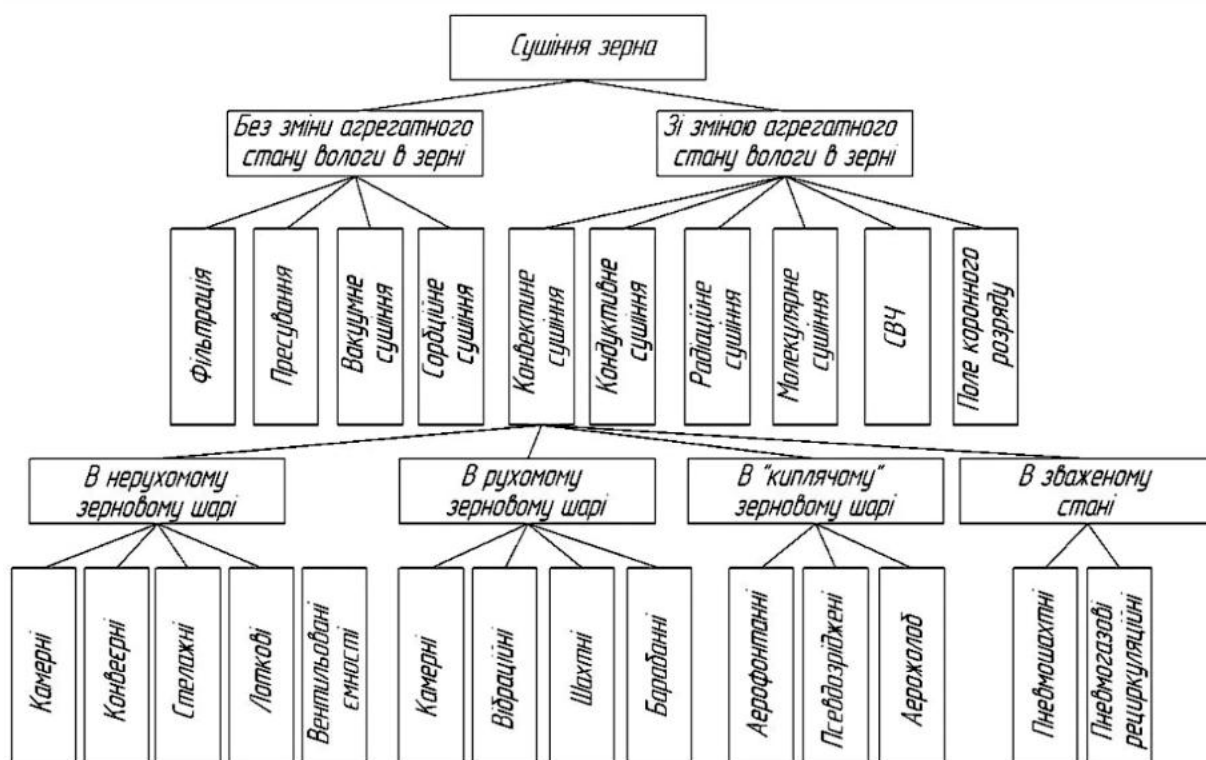 Сушіння зерна
Без зміни агрегатного
стану вологи в зерні
Зі зміною агрегатного
стану вологи в зерні
Фільтрація
Пресування
Вакуумне
сушіння
Сорбційне
сушіння
Конвектине
сушіння
Кондуктивне
сушіння
Радіаційне
сушіння
Молекулярне
сушіння
СВЧ
Поле коронного
розряду
В нерухомому
зерновому шарі
В рухомому
зерновому шарі
В "киплячому"
зерновому шарі
В зваженому
стані
Камерні
Конвеєрні
Стелажні
Лоткові
Вентильовані
ємності
Камерні
Вібраційні
Шахтні
Барабанні
Аерофонтанні
Псевдозріджені
Аерожолоб
Пневмошахтні
Пневмогазові
рециркуляційні